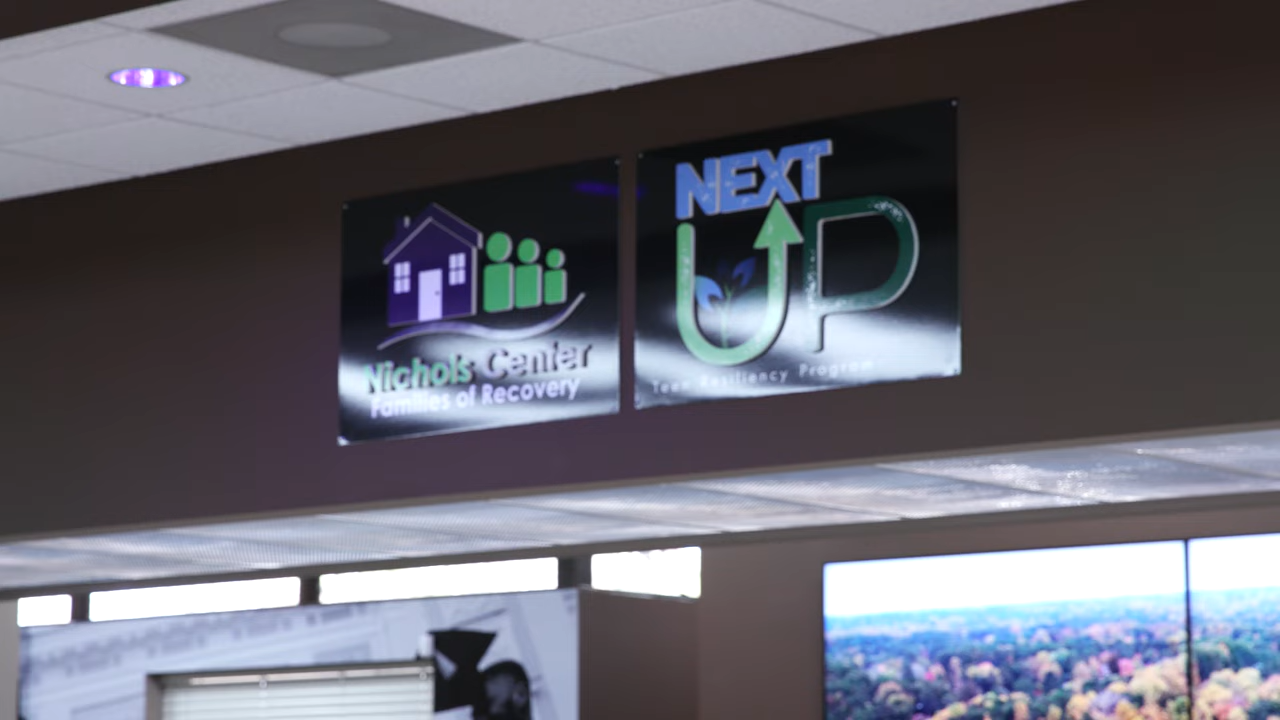 Nichols Center
Families of Recovery
NEXT
UP
Teen Resiliency Program